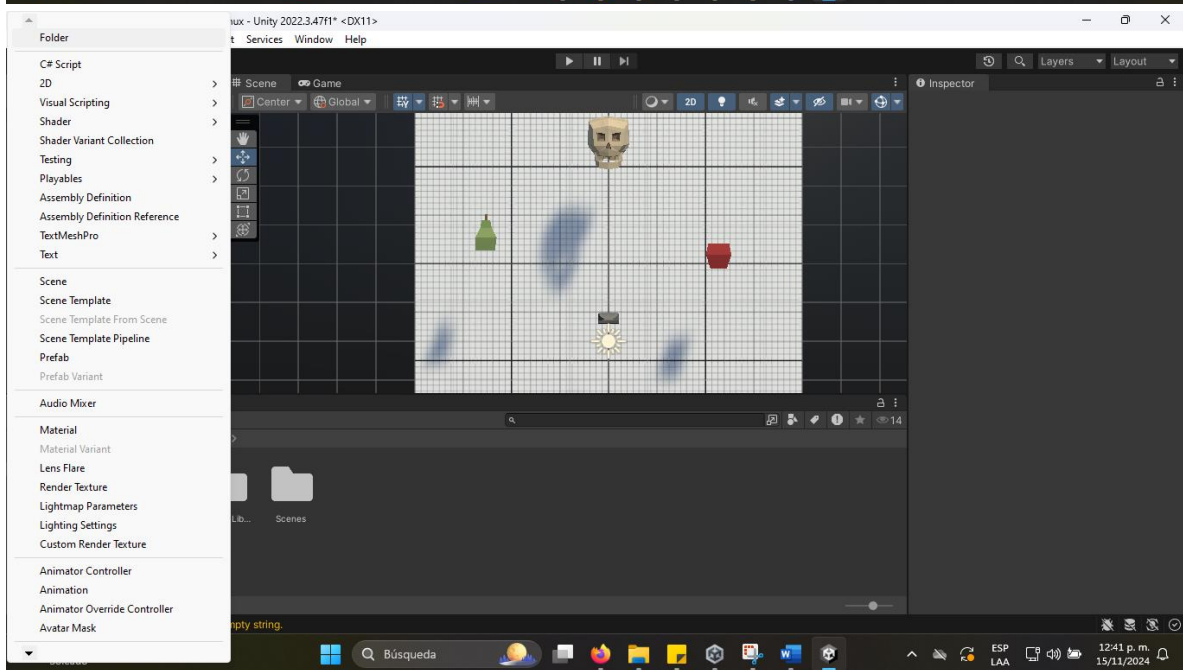 nux - Unity 2022.3.47f1* <DX11>
t Services Window Help
Layers Layout
Folder
C# Script
2D
Visual Scripting
Shader
Shader Variant Collection
Testing
Playables
Assembly Definition
Assembly Definition Reference
TextMeshPro
Text
Scene
Scene Template
Scene Template From Scene
Scene Template Pipeline
Prefab
Prefab Variant
Audio Mixer
Material
Material Variant
Lens Flare
Render Texture
Lightmap Parameters
Lighting Settings
Custom Render Texture
Animator Controller
Animation
Animator Override Controller
Avatar Mask
Scene Game
Center Global 2D
Inspector
14
Lib... Scenes
mpty string.
Búsqueda
ESP
LAA
12:41 p. m.
15/11/2024